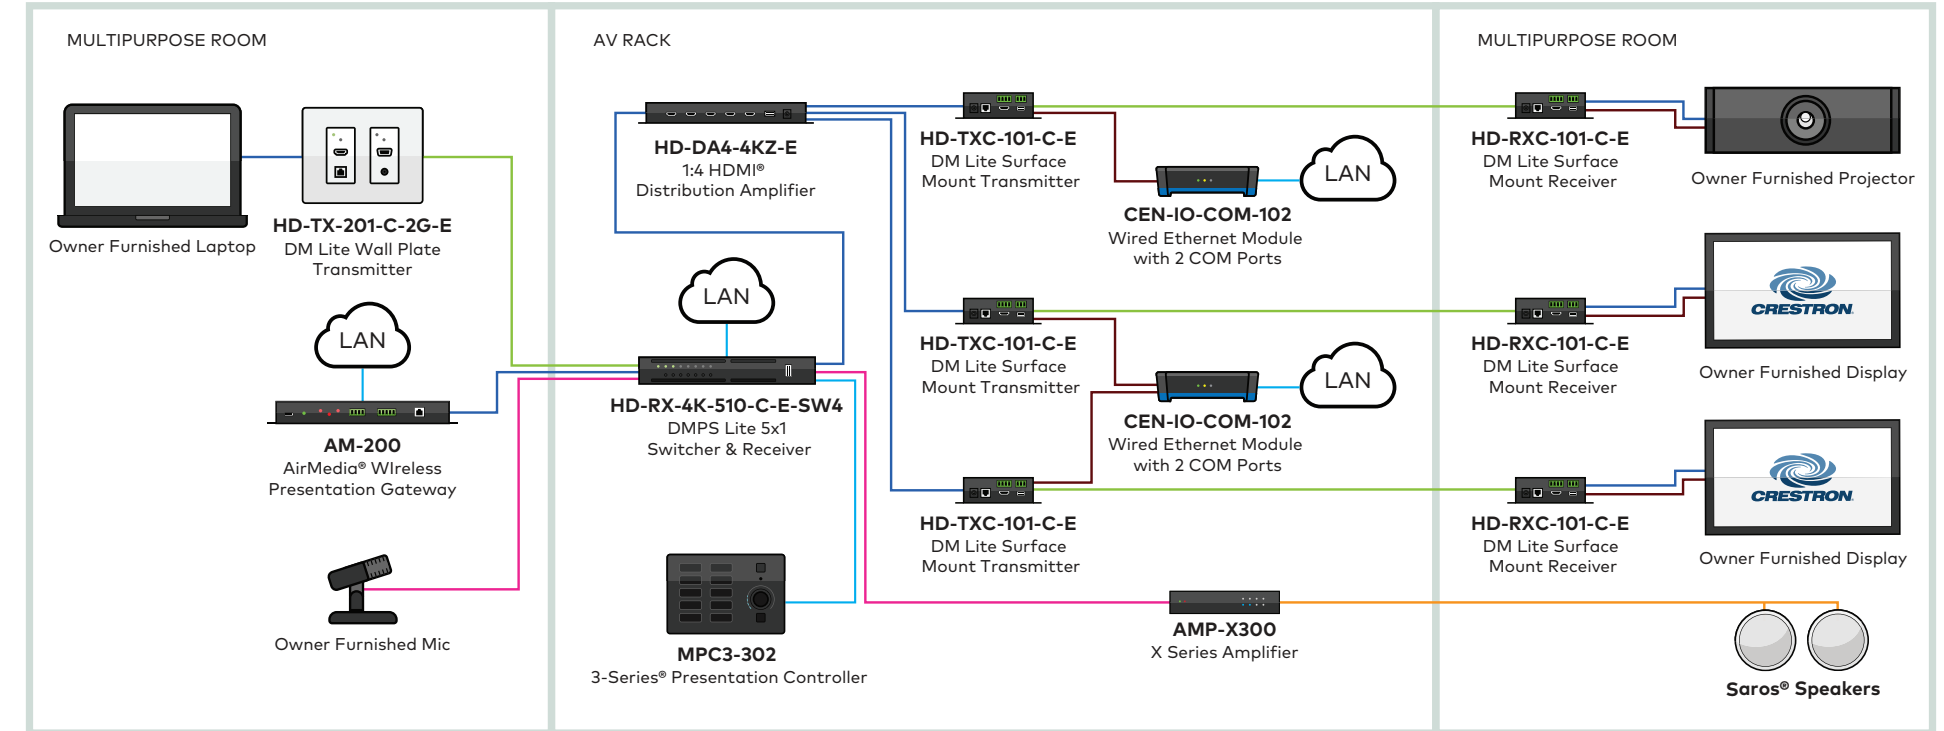 MULTIPURPOSE ROOM
HD-TX-201-C-2G-E
DM Lite Wall Plate
Transmitter
Owner Furnished Laptop
LAN
AM-200
AirMedia® WIreless
Presentation Gateway
Owner Furnished Mic
AV RACK
HD-DA4-4KZ-E
1:4 HDMI®
Distribution Amplifier
LAN
HD-RX-4K-510-C-E-SW4
DMPS Lite 5x1
Switcher & Receiver
MPC3-302
3-Series® Presentation Controller
HD-TXC-101-C-E
DM Lite Surface
Mount Transmitter
LAN
CEN-IO-COM-102
Wired Ethernet Module
with 2 COM Ports
HD-TXC-101-C-E
DM Lite Surface
Mount Transmitter
LAN
CEN-IO-COM-102
Wired Ethernet Module
with 2 COM Ports
HD-TXC-101-C-E
DM Lite Surface
Mount Transmitter
AMP-X300
X Series Amplifier
MULTIPURPOSE ROOM
HD-RXC-101-C-E
DM Lite Surface
Mount Receiver
Owner Furnished Projector
HD-RXC-101-C-E
DM Lite Surface
Mount Receiver
CRESTRON
Owner Furnished Display
HD-RXC-101-C-E
DM Lite Surface
Mount Receiver
CRESTRON
Owner Furnished Display
Saros® Speakers